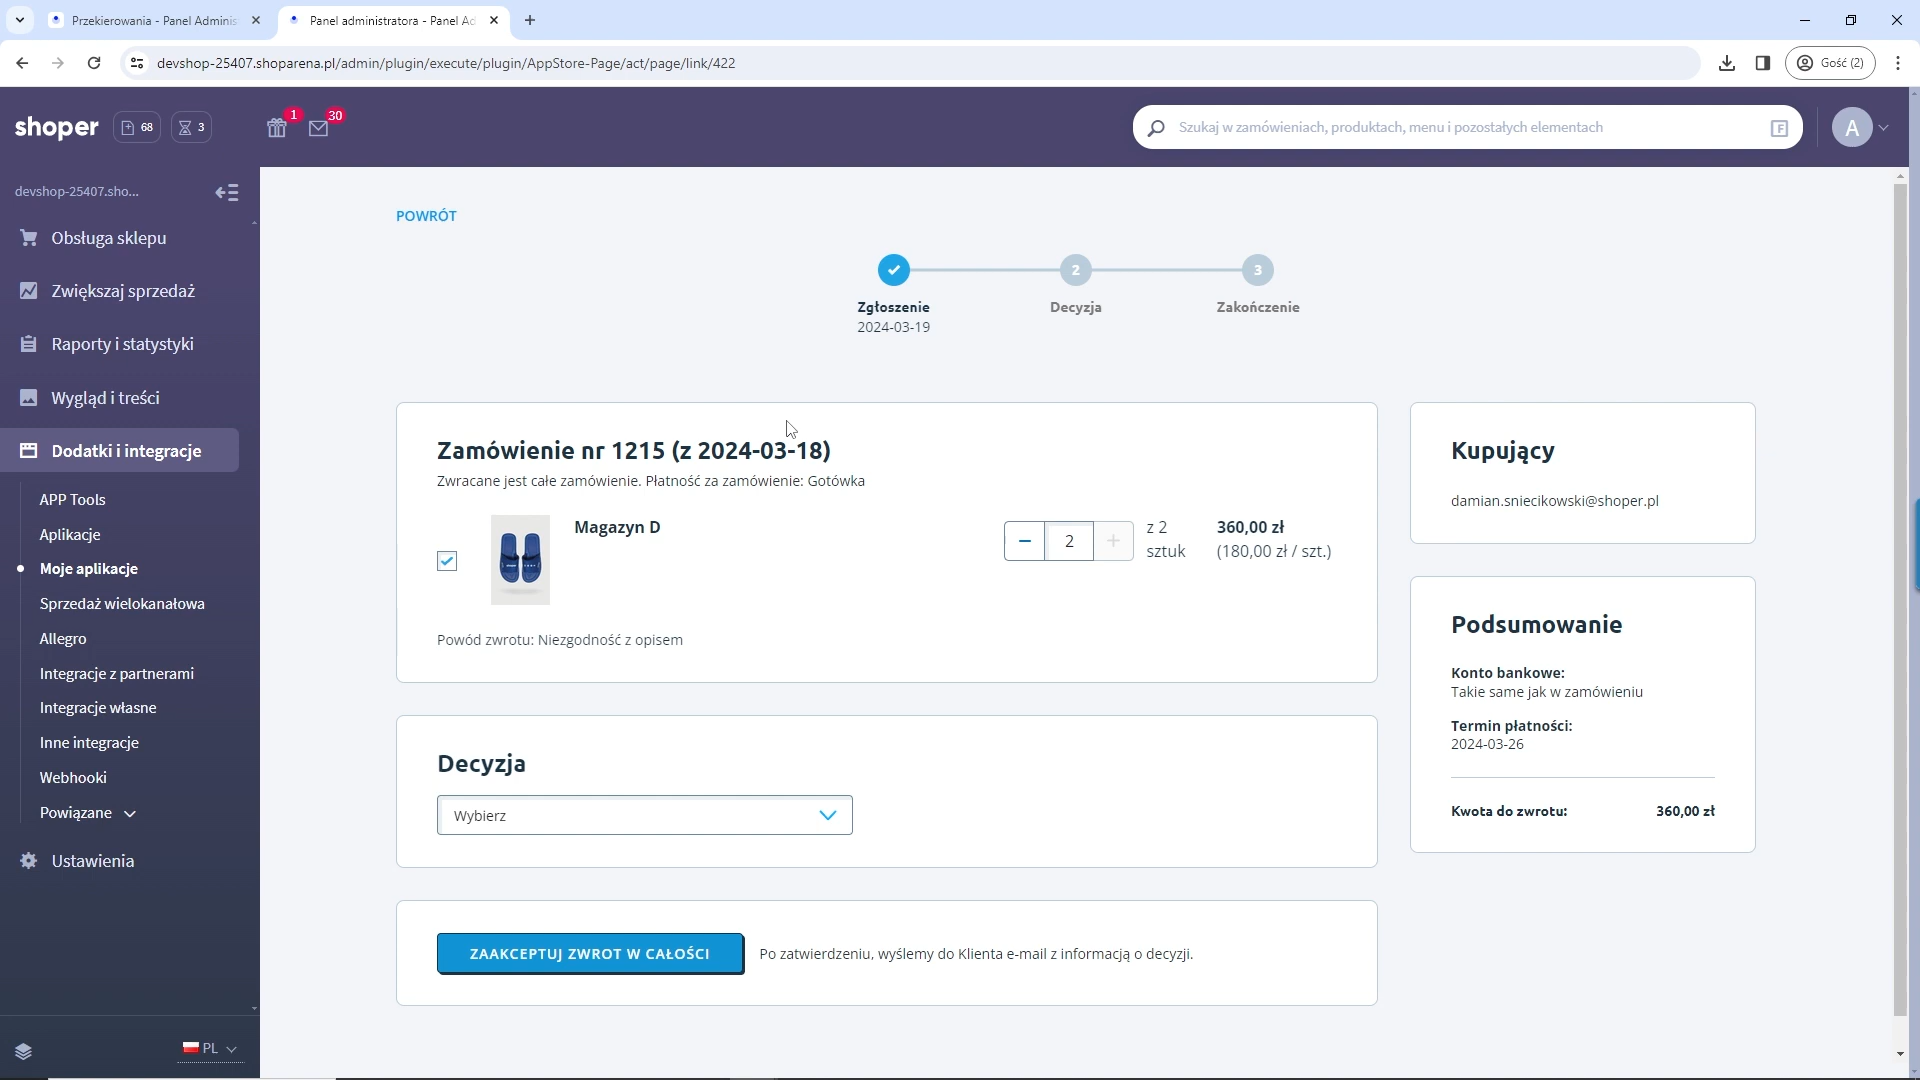 Przekierowania - Panel Adminis
Panel administratora - Panel Ad
devshop-25407.shoparena.pl/admin/plugin/execute/plugin/AppStore-Page/act/page/link/422
Gość (2)
shoper
68
3
1
30
Szukaj w zamówieniach, produktach, menu i pozostałych elementach
F
A
devshop-25407.sho...
Obsługa sklepu
Zwiększaj sprzedaż
Raporty i statystyki
Wygląd i treści
Dodatki i integracje
APP Tools
Aplikacje
Moje aplikacje
Sprzedaż wielokanałowa
Allegro
Integracje z partnerami
Integracje własne
Inne integracje
Webhooki
Powiązane
Ustawienia
PL
POWRÓT
2
3
Zgłoszenie
2024-03-19
Decyzja
Zakończenie
Zamówienie nr 1215 (z 2024-03-18)
Zwracane jest całe zamówienie. Płatność za zamówienie: Gotówka
Magazyn D
2
z 2
sztuk
360,00 zł
(180,00 zł / szt.)
Powód zwrotu: Niezgodność z opisem
Decyzja
Wybierz
ZAAKCEPTUJ ZWROT W CAŁOŚCI
Po zatwierdzeniu, wyślemy do Klienta e-mail z informacją o decyzji.
Kupujący
damian.sniecikowski@shoper.pl
Podsumowanie
Konto bankowe:
Takie same jak w zamówieniu
Termin płatności:
2024-03-26
Kwota do zwrotu: 360,00 zł